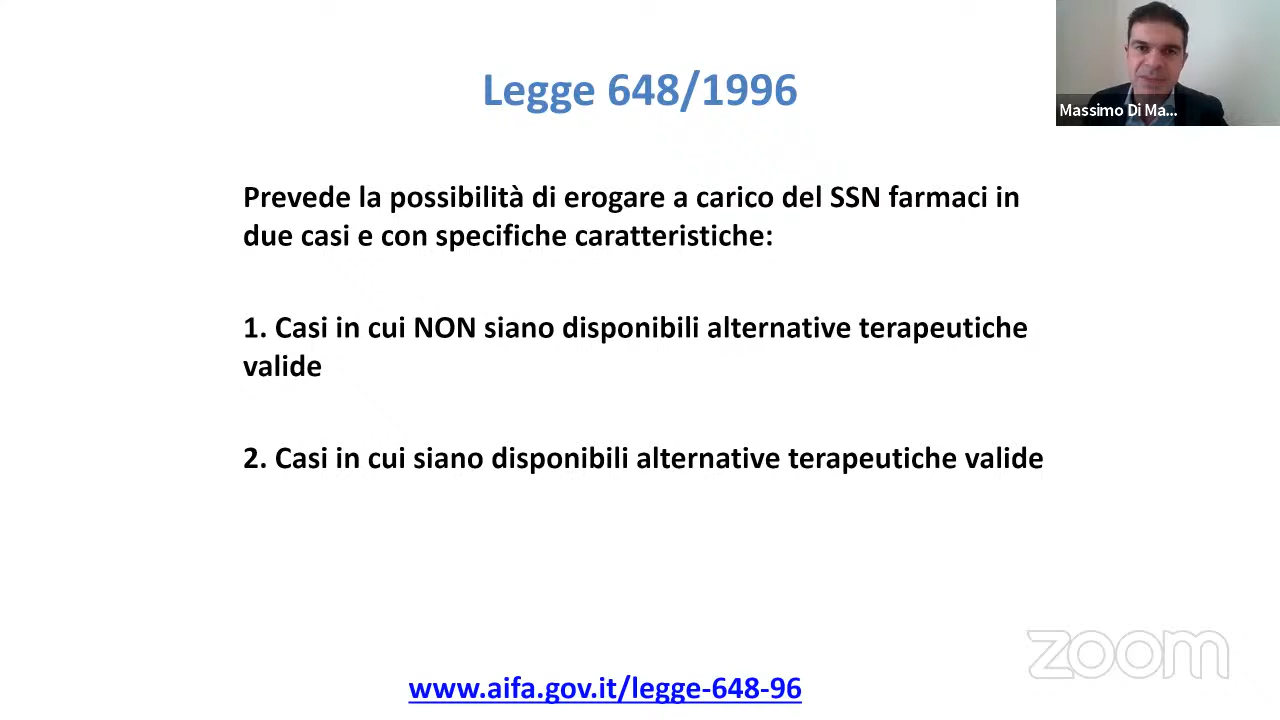 Legge 648/1996
Massimo Di Ma...
Prevede la possibilità di erogare a carico del SSN farmaci in
due casi e con specifiche caratteristiche:
1. Casi in cui NON siano disponibili alternative terapeutiche
valide
2. Casi in cui siano disponibili alternative terapeutiche valide
zoom
www.aifa.gov.it/legge-648-96